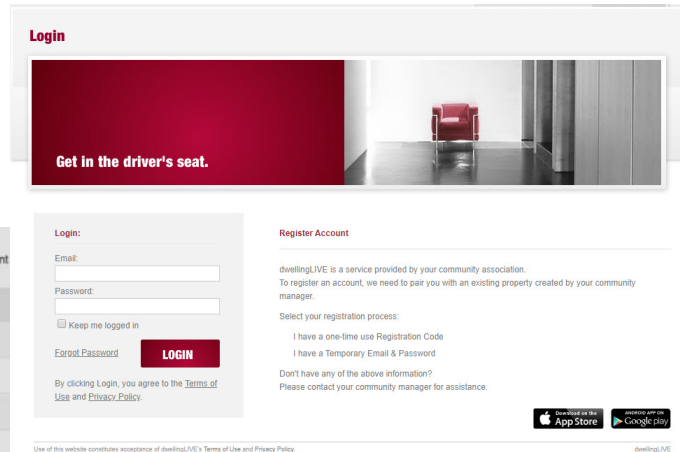 Login
Get in the driver's seat.
nt
Login:
Email:
Password:
Keep me logged in
Forgot Password
LOGIN
By clicking Login, you agree to the Terms of
Use and Privacy Policy.
Register Account
dwellingLIVE is a service provided by your community association.
To register an account, we need to pair you with an existing property created by your community
manager.
Select your registration process:
I have a one-time use Registration Code
I have a Temporary Email & Password
Don't have any of the above information?
Please contact your community manager for assistance.
Download on the
App Store
ANDROID APP ON
Google play
Use of this website constitutes acceptance of dwellingLIVE's Terms of Use and Privacy Policy.
dwellingLIVE